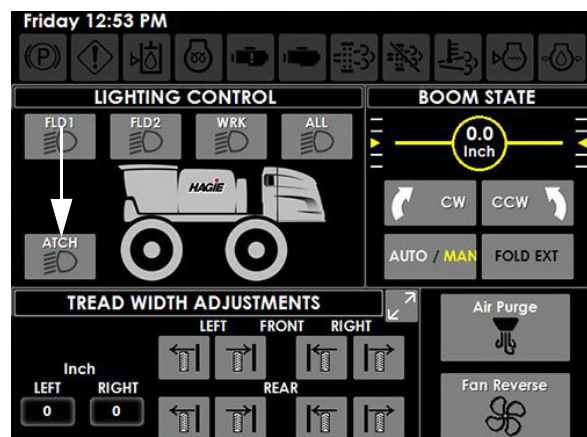 Friday 12:53 PM
(P)
LIGHTING CONTROL
BOOM STATE
FLD1 FLD2 WRK ALL
0.0
Inch
HAGIE
CW CCW
ATCH
AUTO / MAN FOLD EXT
TREAD WIDTH ADJUSTMENTS
Air Purge
LEFT FRONT RIGHT
Inch
LEFT RIGHT
REAR
Fan Reverse
0 0